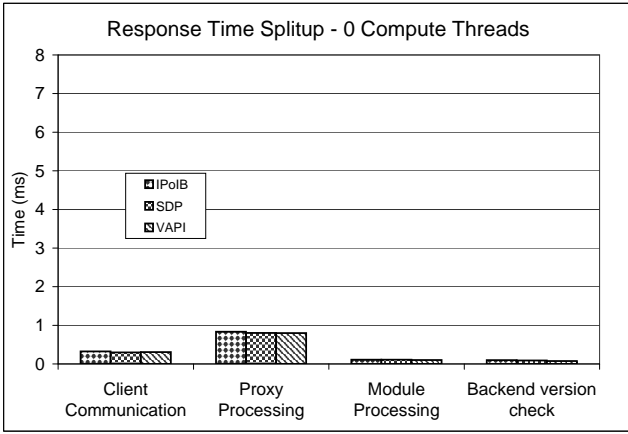 Response Time Splitup - 0 Compute Threads
8
7
6
5
4
3
2
1
0
Time (ms)
IPoIB
SDP
VAPI
Client
Communication
Proxy
Processing
Module
Processing
Backend version
check